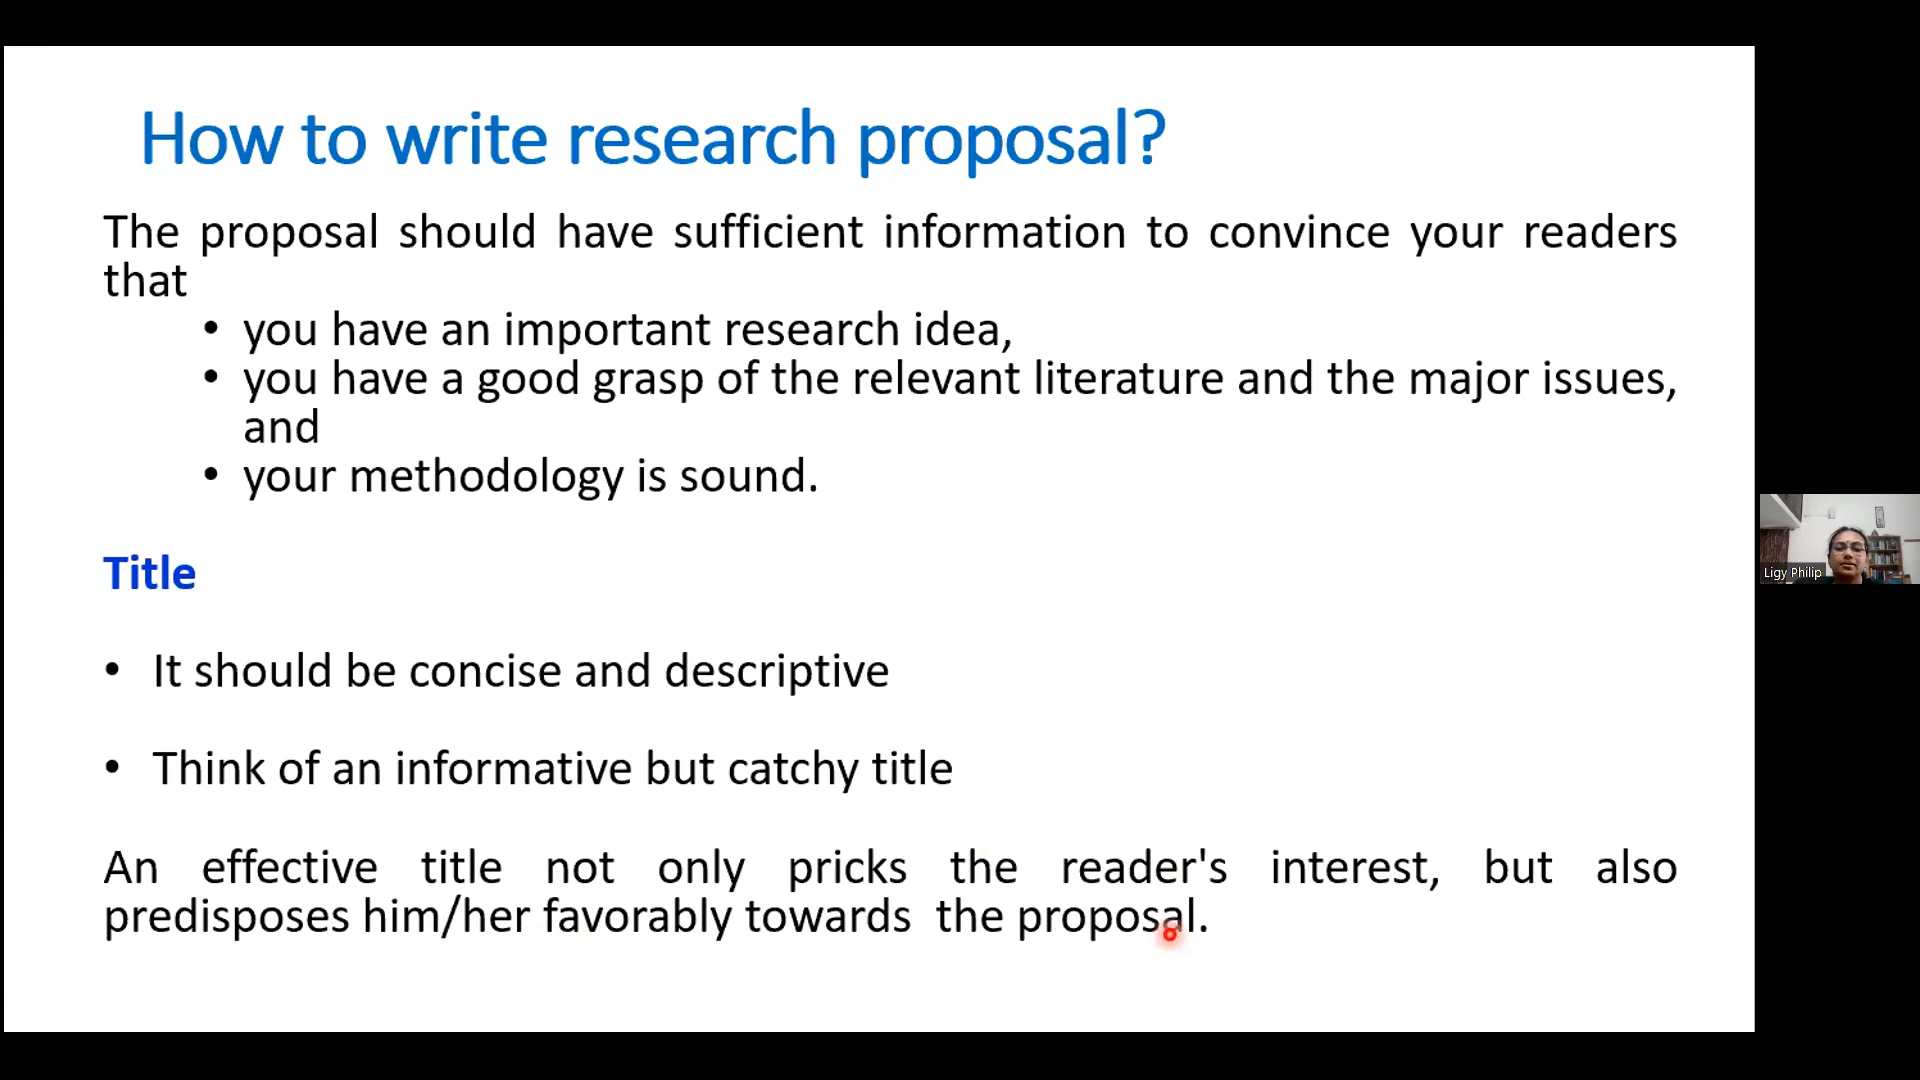 How to write research proposal?
The proposal should have sufficient information to convince your readers
that
• you have an important research idea,
• you have a good grasp of the relevant literature and the major issues,
and
• your methodology is sound.
Title
• It should be concise and descriptive
• Think of an informative but catchy title
An effective title not only pricks the reader's interest, but also
predisposes him/her favorably towards the proposal.
Ligy Philip